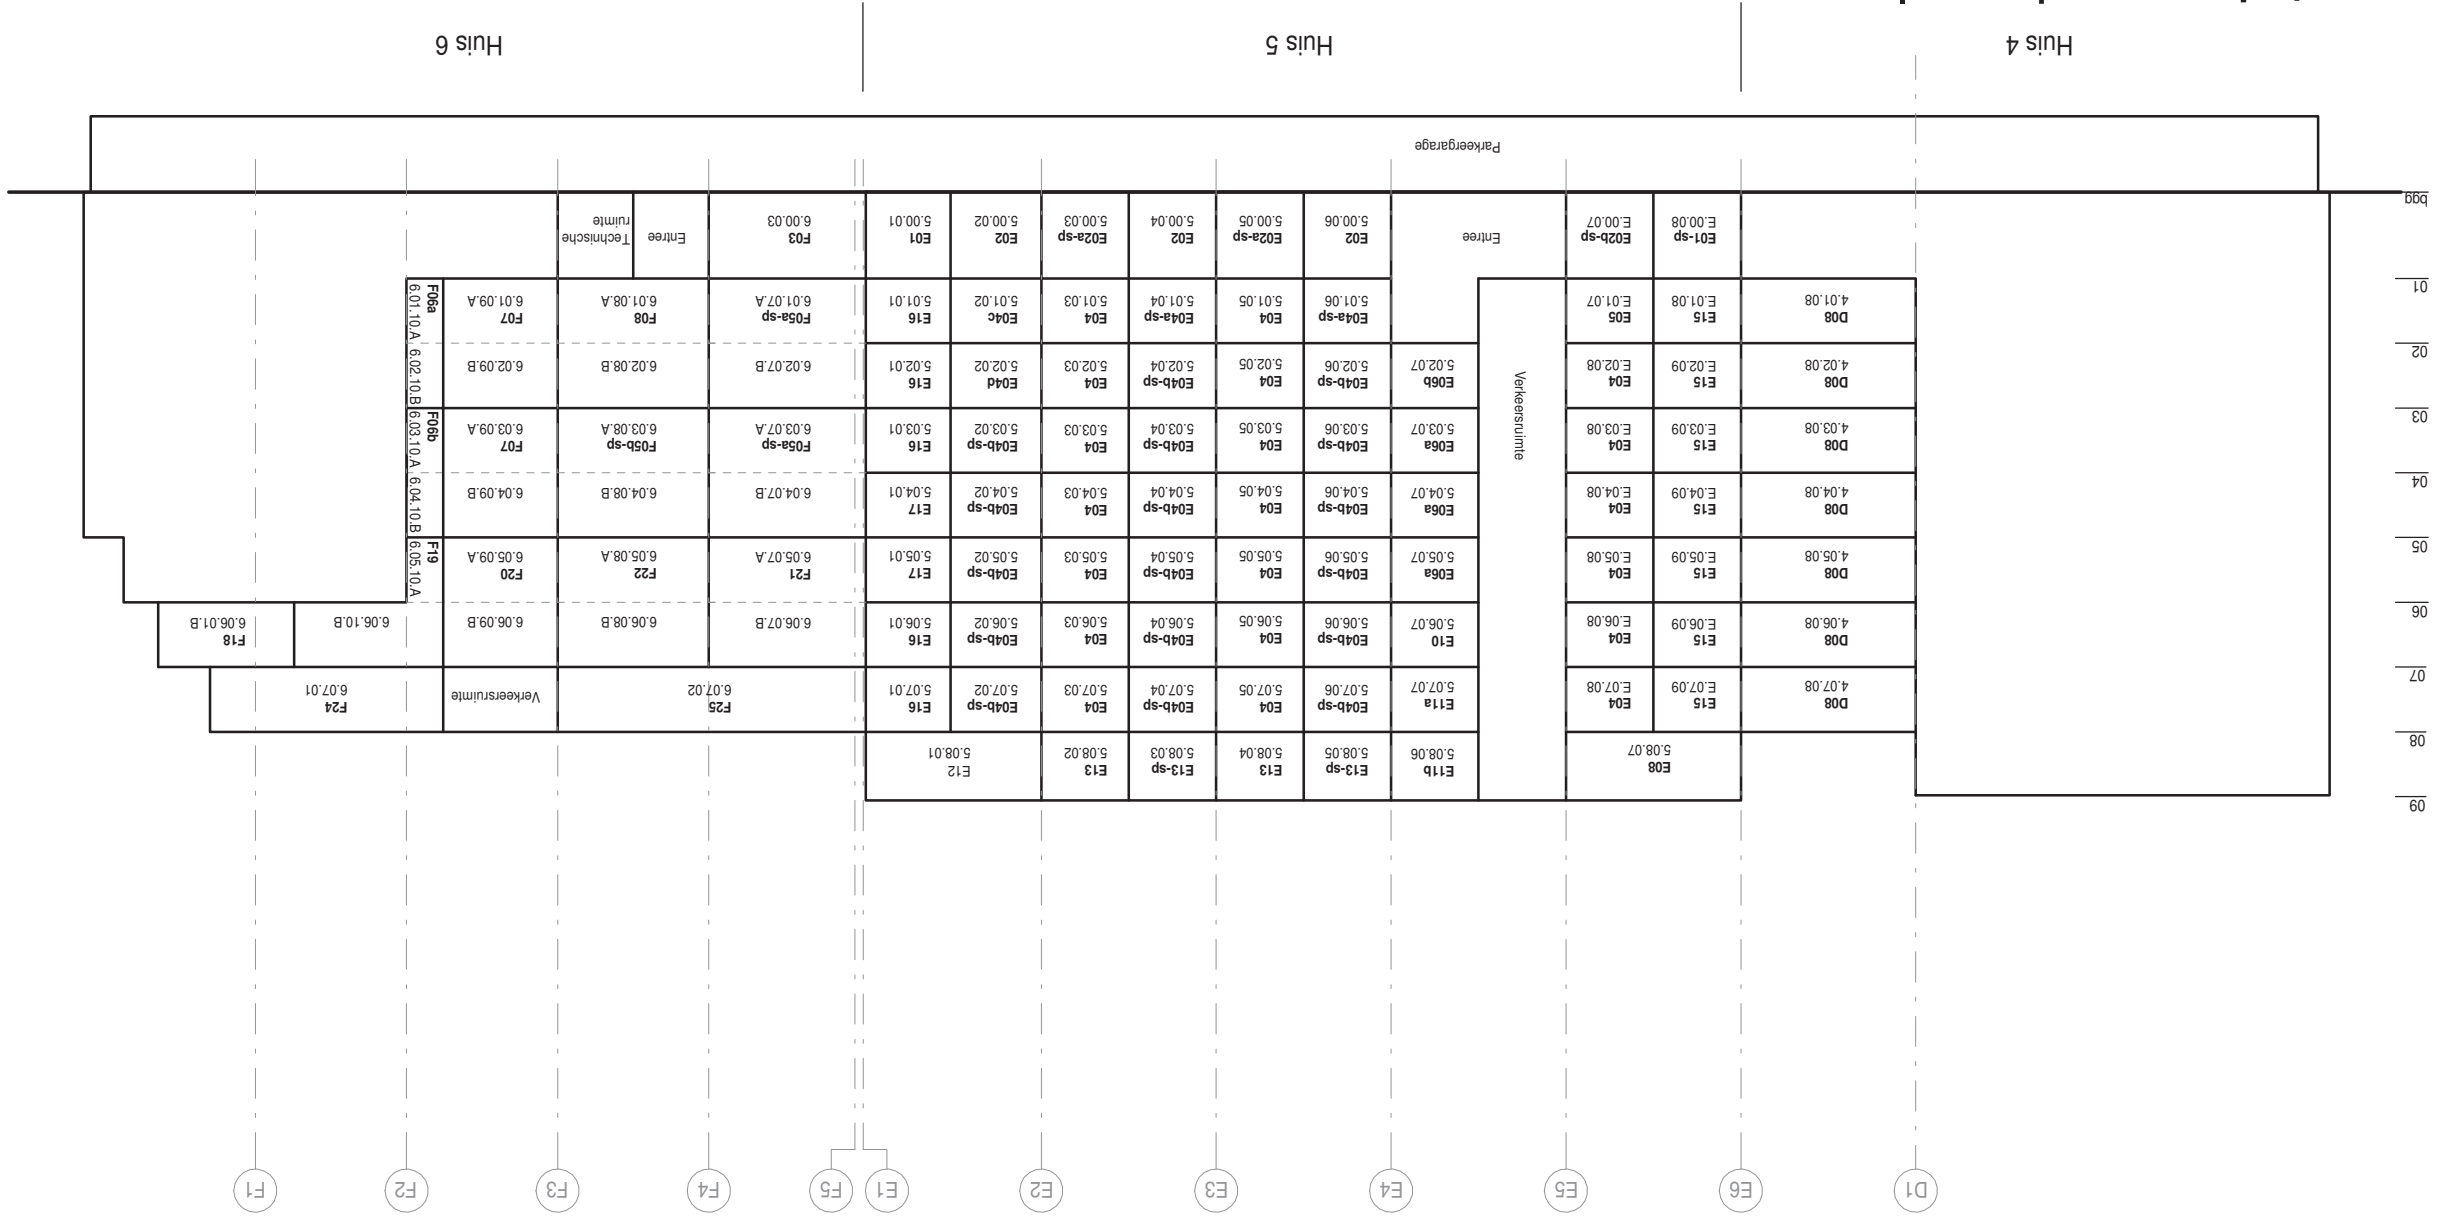 D1
E6
E5
E4
E3
E2
E1
F5
F4
F3
F2
F1
09
08
E08
5.08.07
E11b
5.08.06
E13-sp
5.08.05
E13
5.08.04
E13-sp
5.08.03
E13
5.08.02
E12
5.08.01
07
D08
4.07.08
E15
E.07.09
E04
E.07.08
E11a
5.07.07
E04b-sp
5.07.06
E04
5.07.05
E04b-sp
5.07.04
E04
5.07.03
E04b-sp
5.07.02
E16
5.07.01
F25
6.07.02
Verkeersruimte
F24
6.07.01
06
D08
4.06.08
E15
E.06.09
E04
E.06.08
E10
5.06.07
E04b-sp
5.06.06
E04
5.06.05
E04b-sp
5.06.04
E04
5.06.03
E04b-sp
5.06.02
E16
5.06.01
6.06.07.B
6.06.08.B
6.06.09.B
6.06.10.B
F18
6.06.01.B
05
D08
4.05.08
E15
E.05.09
E04
E.05.08
E06a
5.05.07
E04b-sp
5.05.06
E04
5.05.05
E04b-sp
5.05.04
E04
5.05.03
E04b-sp
5.05.02
E17
5.05.01
F21
6.05.07.A
F22
6.05.08.A
F20
6.05.09.A
F19
6.05.10.A
04
D08
4.04.08
E15
E.04.09
E04
E.04.08
E06a
5.04.07
E04b-sp
5.04.06
E04
5.04.05
E04b-sp
5.04.04
E04
5.04.03
E04b-sp
5.04.02
E17
5.04.01
6.04.07.B
6.04.08.B
6.04.09.B
6.04.10.B
Verkeersruimte
03
D08
4.03.08
E15
E.03.09
E04
E.03.08
E06a
5.03.07
E04b-sp
5.03.06
E04
5.03.05
E04b-sp
5.03.04
E04
5.03.03
E04b-sp
5.03.02
E16
5.03.01
F05a-sp
6.03.07.A
F05b-sp
6.03.08.A
F07
6.03.09.A
F06b
6.03.10.A
02
D08
4.02.08
E15
E.02.09
E04
E.02.08
E06b
5.02.07
E04b-sp
5.02.06
E04
5.02.05
E04b-sp
5.02.04
E04
5.02.03
E04d
5.02.02
E16
5.02.01
6.02.07.B
6.02.08.B
6.02.09.B
6.02.10.B
01
D08
4.01.08
E15
E.01.08
E05
E.01.07
E04a-sp
5.01.06
E04
5.01.05
E04a-sp
5.01.04
E04
5.01.03
E04c
5.01.02
E16
5.01.01
F05a-sp
6.01.07.A
F08
6.01.08.A
F07
6.01.09.A
F06a
6.01.10.A
bgg
E01-sp
E.00.08
E02b-sp
E.00.07
Entree
E02
5.00.06
E02a-sp
5.00.05
E02
5.00.04
E02a-sp
5.00.03
E02
5.00.02
E01
5.00.01
F03
6.00.03
Entree
Technische
ruimte
Parkeergarage
Huis 4
Huis 5
Huis 6